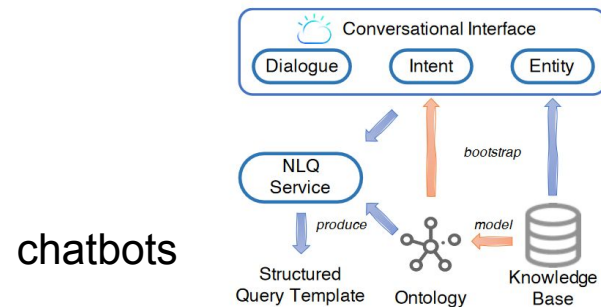 Conversational Interface
Dialogue
Intent
Entity
bootstrap
NLQ
Service
produce
model
chatbots
Structured
Query Template
Ontology
Knowledge
Base